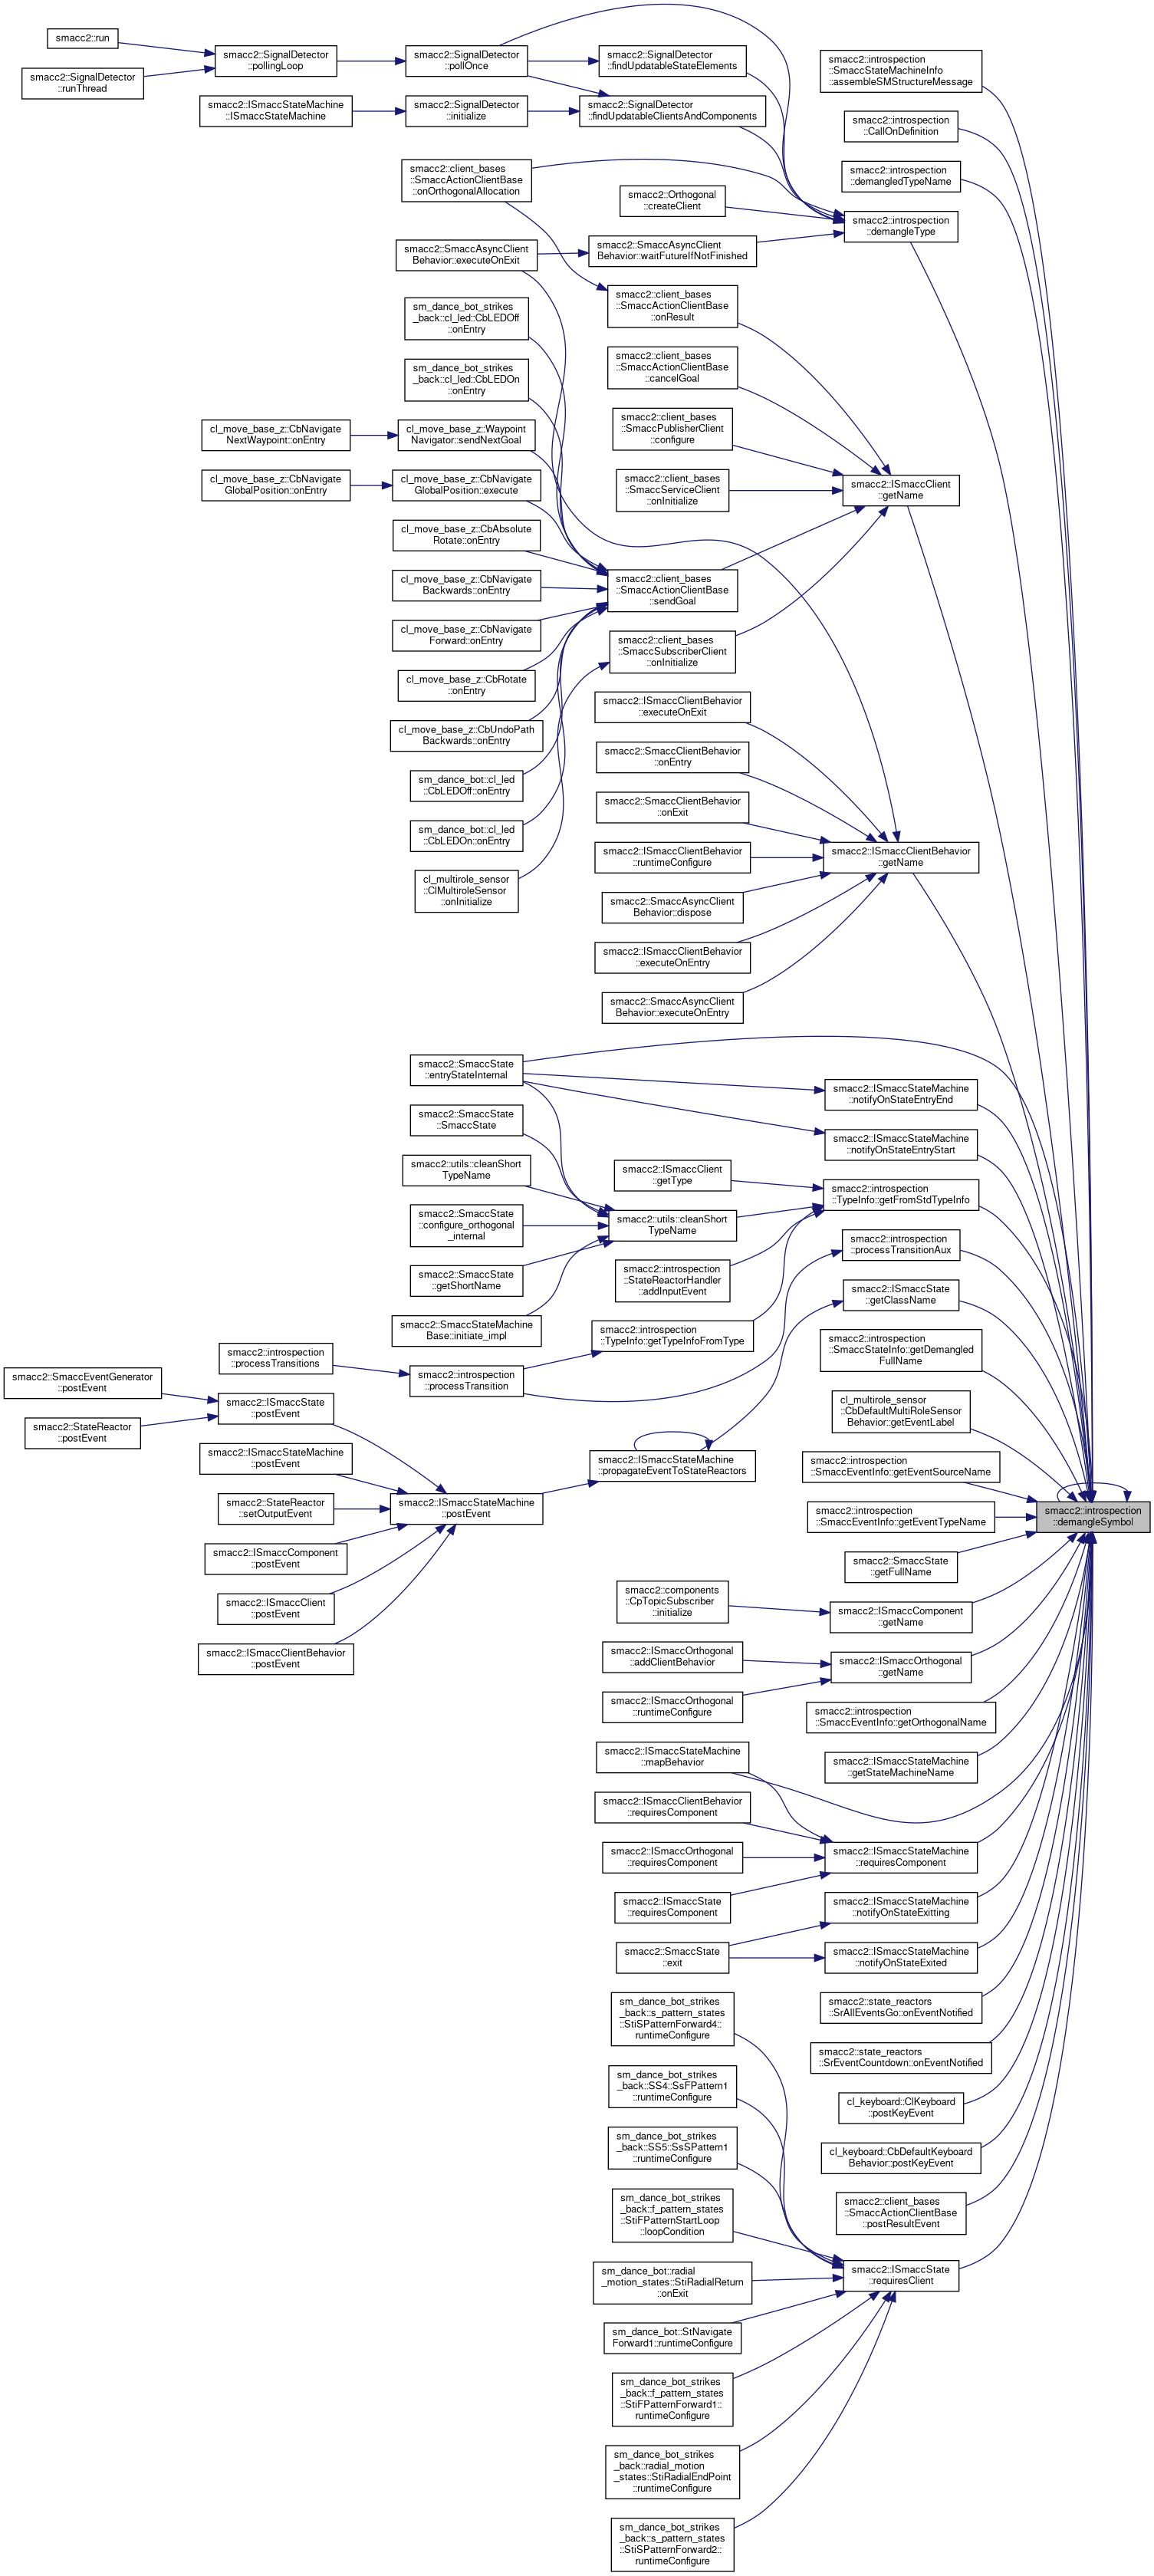 smacc2::run
smacc2::SignalDetector
::runThread
smacc2::SignalDetector
::pollingLoop
smacc2::ISmaccStateMachine
::ISmaccStateMachine
smacc2::SignalDetector
::pollOnce
smacc2::SignalDetector
::initialize
smacc2::SignalDetector
::findUpdatableStateElements
smacc2::SignalDetector
::findUpdatableClientsAndComponents
smacc2::introspection
::SmaccStateMachineInfo
::assembleSMStructureMessage
smacc2::introspection
::CallOnDefinition
smacc2::introspection
::demangledTypeName
smacc2::introspection
::demangleType
smacc2::client_bases
::SmaccActionClientBase
::onOrthogonalAllocation
smacc2::Orthogonal
::createClient
smacc2::SmaccAsyncClient
Behavior::executeOnExit
smacc2::SmaccAsyncClient
Behavior::waitFutureIfNotFinished
sm_dance_bot_strikes
_back::cl_led::CbLEDOff
::onEntry
smacc2::client_bases
::SmaccActionClientBase
::onResult
sm_dance_bot_strikes
_back::cl_led::CbLEDOn
::onEntry
smacc2::client_bases
::SmaccActionClientBase
::cancelGoal
cl_move_base_z::CbNavigate
NextWaypoint::onEntry
cl_move_base_z::Waypoint
Navigator::sendNextGoal
smacc2::client_bases
::SmaccPublisherClient
::configure
cl_move_base_z::CbNavigate
GlobalPosition::onEntry
cl_move_base_z::CbNavigate
GlobalPosition::execute
smacc2::client_bases
::SmaccServiceClient
::onInitialize
smacc2::ISmaccClient
::getName
cl_move_base_z::CbAbsolute
Rotate::onEntry
cl_move_base_z::CbNavigate
Backwards::onEntry
smacc2::client_bases
::SmaccActionClientBase
::sendGoal
cl_move_base_z::CbNavigate
Forward::onEntry
smacc2::client_bases
::SmaccSubscriberClient
::onInitialize
cl_move_base_z::CbRotate
::onEntry
cl_move_base_z::CbUndoPath
Backwards::onEntry
smacc2::ISmaccClientBehavior
::executeOnExit
smacc2::SmaccClientBehavior
::onEntry
sm_dance_bot::cl_led
::CbLEDOff::onEntry
smacc2::SmaccClientBehavior
::onExit
sm_dance_bot::cl_led
::CbLEDOn::onEntry
smacc2::ISmaccClientBehavior
::runtimeConfigure
smacc2::ISmaccClientBehavior
::getName
cl_multirole_sensor
::ClMultiroleSensor
::onInitialize
smacc2::SmaccAsyncClient
Behavior::dispose
smacc2::ISmaccClientBehavior
::executeOnEntry
smacc2::SmaccAsyncClient
Behavior::executeOnEntry
smacc2::SmaccState
::entryStateInternal
smacc2::ISmaccStateMachine
::notifyOnStateEntryEnd
smacc2::SmaccState
::SmaccState
smacc2::ISmaccStateMachine
::notifyOnStateEntryStart
smacc2::utils::cleanShort
TypeName
smacc2::ISmaccClient
::getType
smacc2::introspection
::TypeInfo::getFromStdTypeInfo
smacc2::SmaccState
::configure_orthogonal
_internal
smacc2::utils::cleanShort
TypeName
smacc2::introspection
::processTransitionAux
smacc2::SmaccState
::getShortName
smacc2::introspection
::StateReactorHandler
::addInputEvent
smacc2::ISmaccState
::getClassName
smacc2::SmaccStateMachine
Base::initiate_impl
smacc2::introspection
::TypeInfo::getTypeInfoFromType
smacc2::introspection
::SmaccStateInfo::getDemangled
FullName
smacc2::introspection
::processTransitions
smacc2::introspection
::processTransition
smacc2::SmaccEventGenerator
::postEvent
smacc2::ISmaccState
::postEvent
smacc2::StateReactor
::postEvent
cl_multirole_sensor
::CbDefaultMultiRoleSensor
Behavior::getEventLabel
smacc2::ISmaccStateMachine
::postEvent
smacc2::ISmaccStateMachine
::propagateEventToStateReactors
smacc2::introspection
::SmaccEventInfo::getEventSourceName
smacc2::StateReactor
::setOutputEvent
smacc2::ISmaccStateMachine
::postEvent
smacc2::introspection
::SmaccEventInfo::getEventTypeName
smacc2::introspection
::demangleSymbol
smacc2::ISmaccComponent
::postEvent
smacc2::SmaccState
::getFullName
smacc2::ISmaccClient
::postEvent
smacc2::components
::CpTopicSubscriber
::initialize
smacc2::ISmaccComponent
::getName
smacc2::ISmaccClientBehavior
::postEvent
smacc2::ISmaccOrthogonal
::addClientBehavior
smacc2::ISmaccOrthogonal
::getName
smacc2::ISmaccOrthogonal
::runtimeConfigure
smacc2::introspection
::SmaccEventInfo::getOrthogonalName
smacc2::ISmaccStateMachine
::mapBehavior
smacc2::ISmaccStateMachine
::getStateMachineName
smacc2::ISmaccClientBehavior
::requiresComponent
smacc2::ISmaccOrthogonal
::requiresComponent
smacc2::ISmaccStateMachine
::requiresComponent
smacc2::ISmaccState
::requiresComponent
smacc2::ISmaccStateMachine
::notifyOnStateExitting
smacc2::SmaccState
::exit
smacc2::ISmaccStateMachine
::notifyOnStateExited
sm_dance_bot_strikes
_back::s_pattern_states
::StiSPatternForward4::
runtimeConfigure
smacc2::state_reactors
::SrAllEventsGo::onEventNotified
smacc2::state_reactors
::SrEventCountdown::onEventNotified
sm_dance_bot_strikes
_back::SS4::SsFPattern1
::runtimeConfigure
cl_keyboard::ClKeyboard
::postKeyEvent
sm_dance_bot_strikes
_back::SS5::SsSPattern1
::runtimeConfigure
cl_keyboard::CbDefaultKeyboard
Behavior::postKeyEvent
sm_dance_bot_strikes
_back::f_pattern_states
::StiFPatternStartLoop
::loopCondition
smacc2::client_bases
::SmaccActionClientBase
::postResultEvent
sm_dance_bot::radial
_motion_states::StiRadialReturn
::onExit
smacc2::ISmaccState
::requiresClient
sm_dance_bot::StNavigate
Forward1::runtimeConfigure
sm_dance_bot_strikes
_back::f_pattern_states
::StiFPatternForward1::
runtimeConfigure
sm_dance_bot_strikes
_back::radial_motion
_states::StiRadialEndPoint
::runtimeConfigure
sm_dance_bot_strikes
_back::s_pattern_states
::StiSPatternForward2::
runtimeConfigure